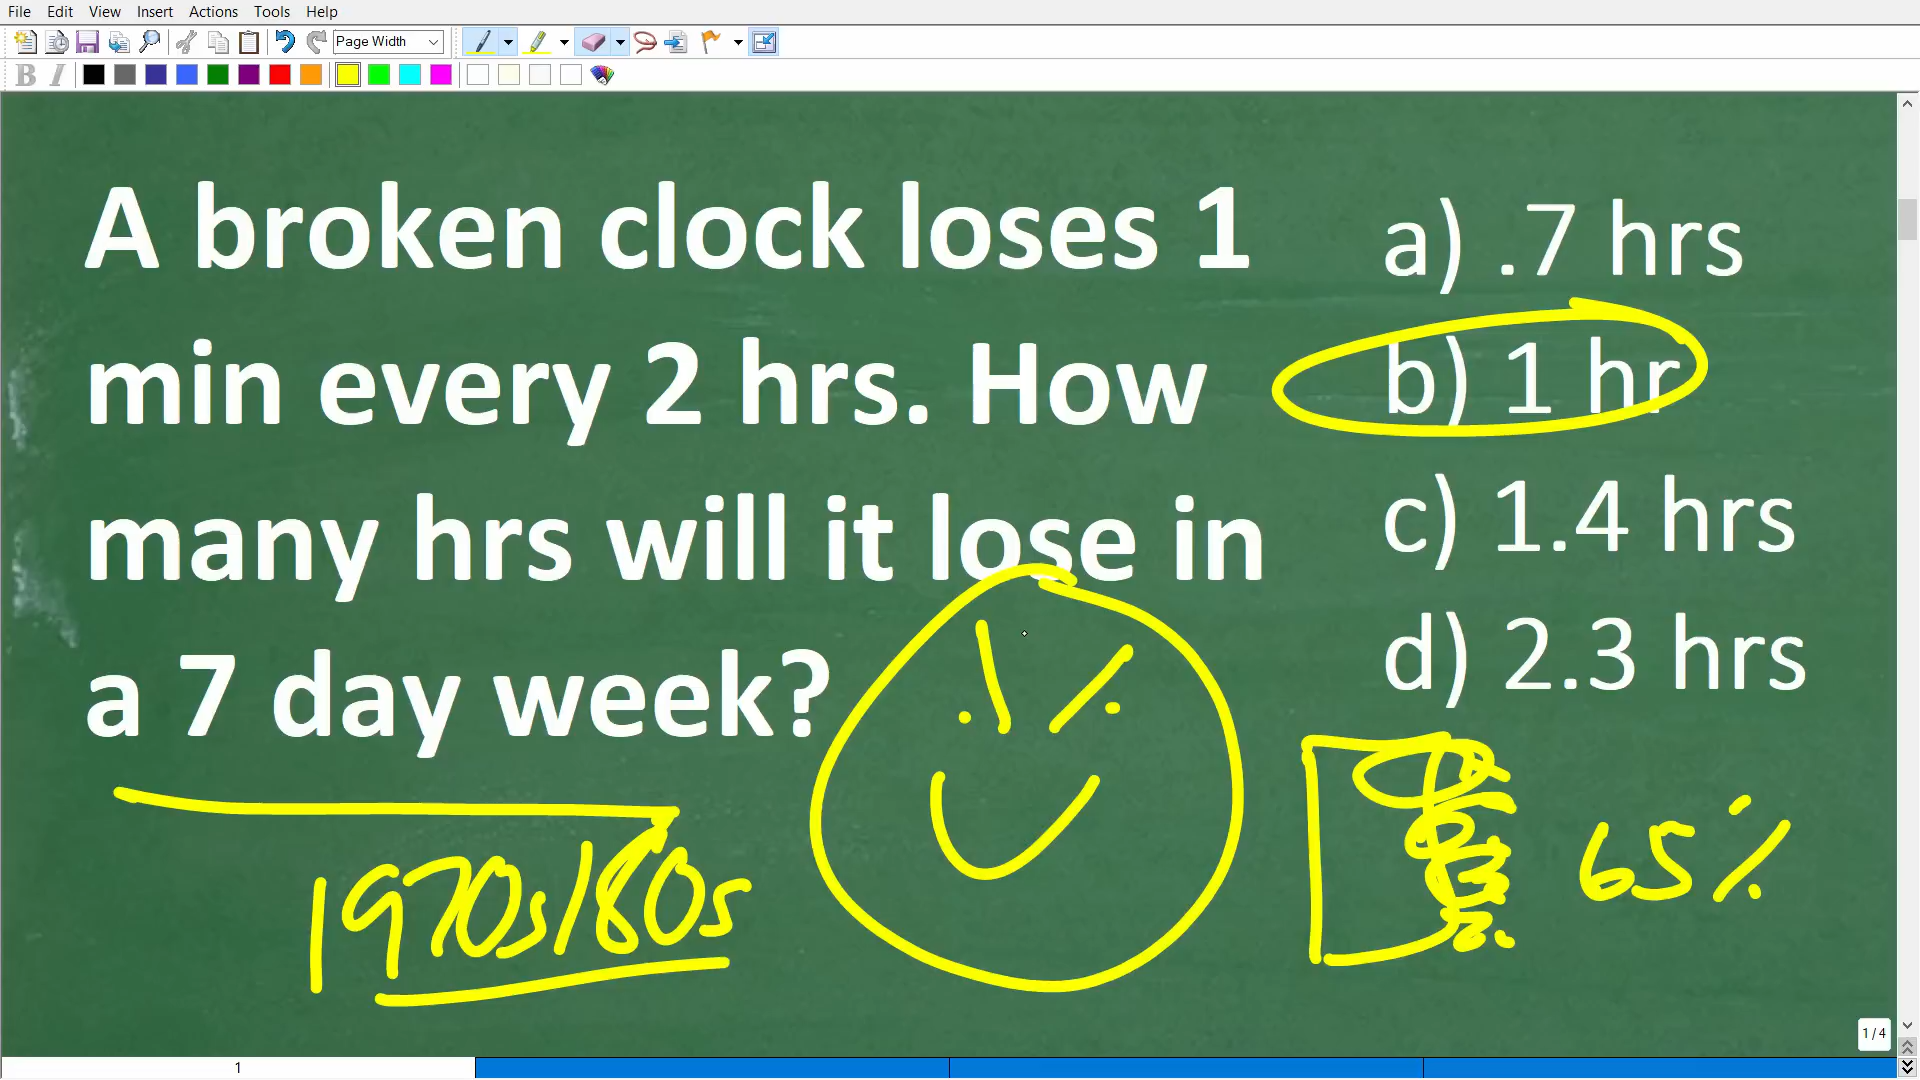 File Edit View Insert Actions Tools Help
Page Width
B I
A broken clock loses 1
min every 2 hrs. How
many hrs will it lose in
a 7 day week?
a) .7 hrs
b) 1 hr
c) 1.4 hrs
d) 2.3 hrs
1970s/80s
65%
1/4
1